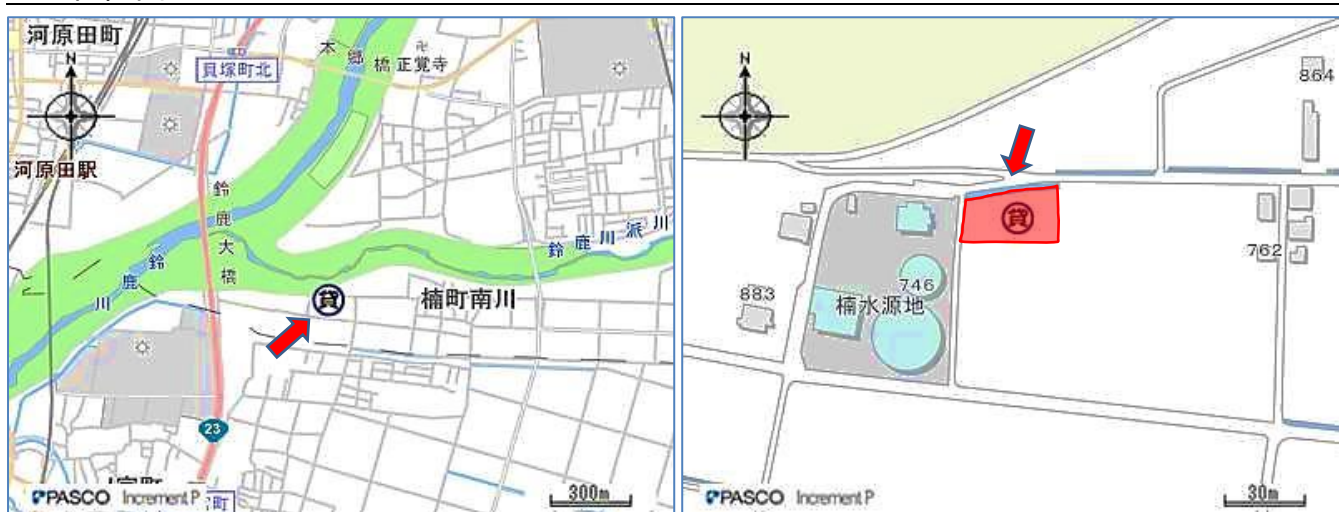 河原田町
N
貝塚町北
本郷橋
卍
正覚寺
河原田駅
鈴鹿大橋
鈴鹿川
鈴鹿川派川
貸
楠町南川
23
PASCO Increment P
300m
N
864
貸
762
746
楠水源地
883
PASCO Increment P
30m